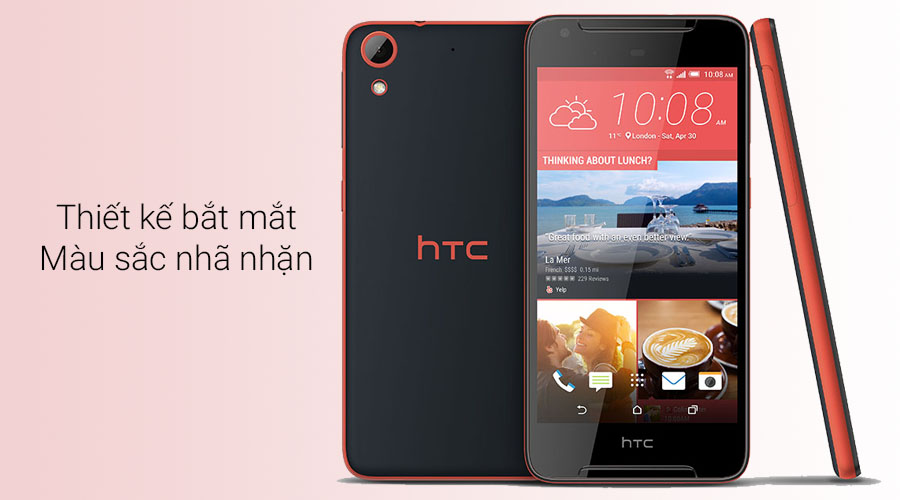 Thiết kế bắt mắt
Màu sắc nhã nhặn
htc
10:08 AM
10:08 AM
11° London - Sat, Apr 30
THINKING ABOUT LUNCH?
"Great food with an even better view."
La Mer
French, $$$$ 0.15 mi
229 Reviews
Yelp
htc